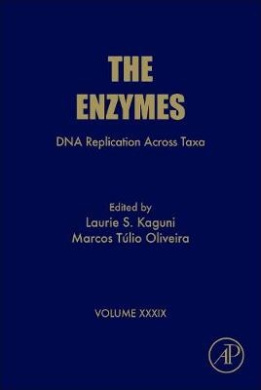 THE
ENZYMES
DNA Replication Across Taxa
Edited by
Laurie S. Kaguni
Marcos Túlio Oliveira
VOLUME XXXIX
AP